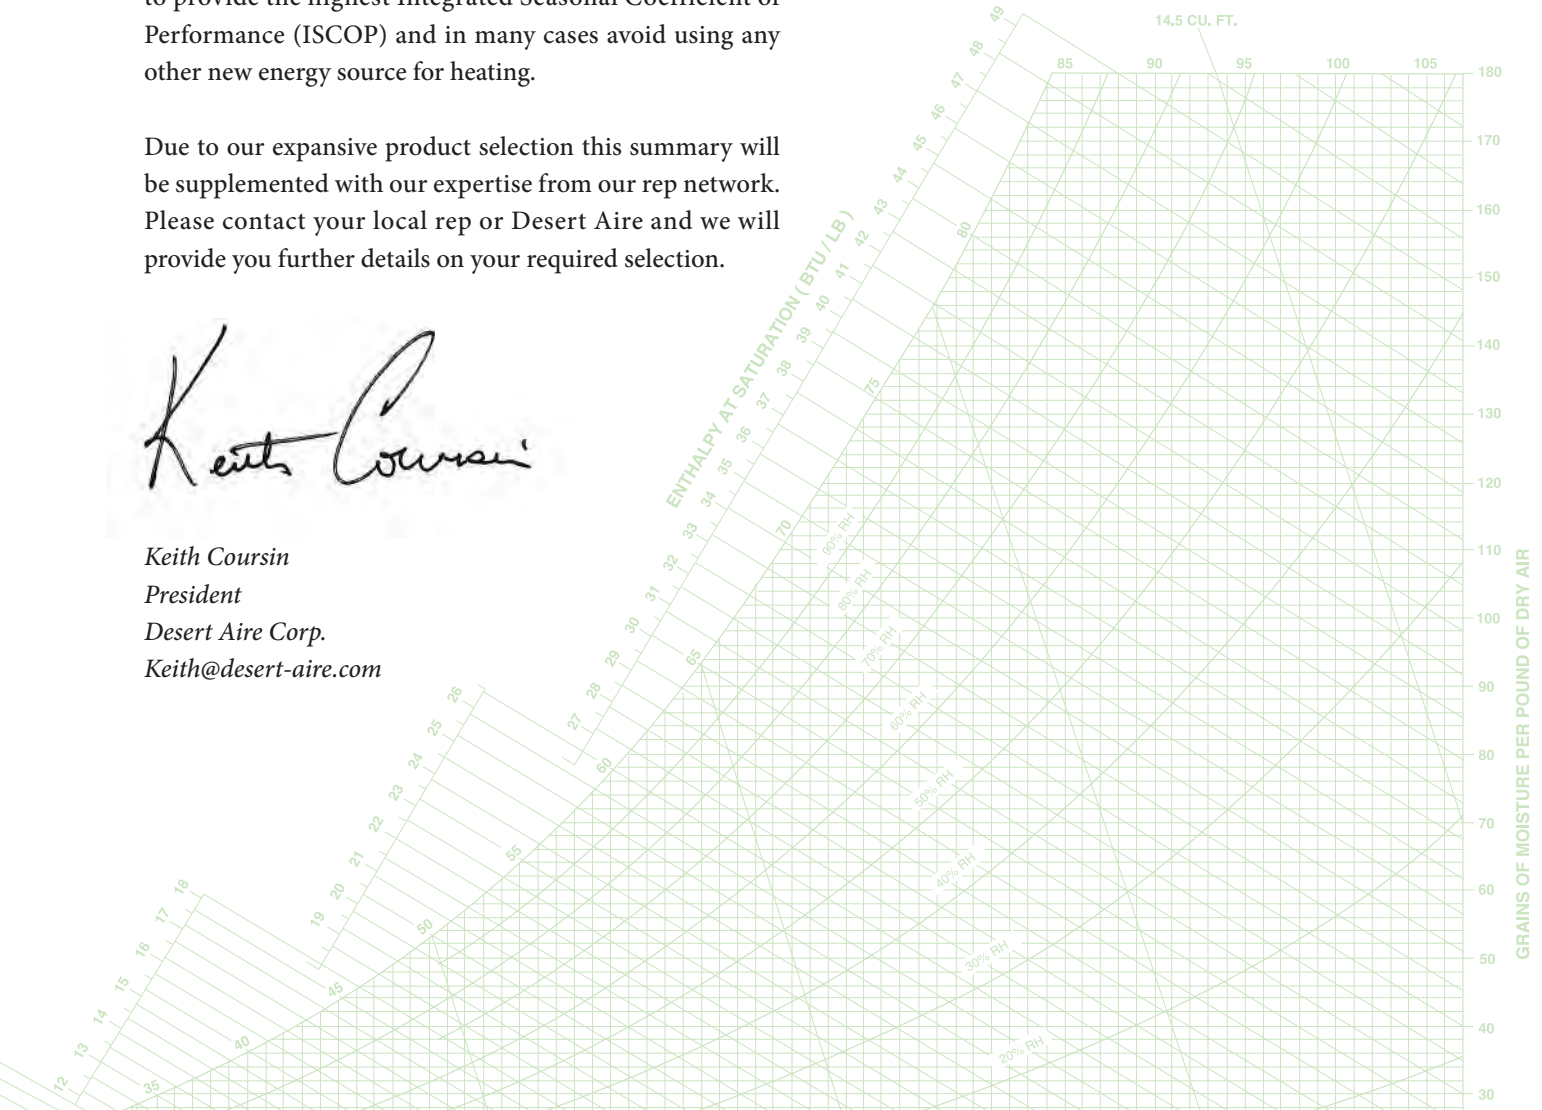 to provide the highest Integrated Seasonal Coefficient of
Performance (ISCOP) and in many cases avoid using any
other new energy source for heating.
Due to our expansive product selection this summary will
be supplemented with our expertise from our rep network.
Please contact your local rep or Desert Aire and we will
provide you further details on your required selection.
Keith Coursin
Keith Coursin
President
Desert Aire Corp.
Keith@desert-aire.com
14.5 CU. FT.
85 90 95 100 105
180
170
160
150
140
130
120
110
100
90
80
70
60
50
40
30
GRAINS OF MOISTURE PER POUND OF DRY AIR
ENTHALPY AT SATURATION ( BTU / LB )
49
48
47
46
45
44
43
42
41
40
39
38
37
36
35
34
33
32
31
30
29
28
27
26
25
24
23
22
21
20
19
18
17
16
15
14
13
12
80
75
70
65
60
55
50
45
40
35
90% RH
80% RH
70% RH
60% RH
50% RH
40% RH
30% RH
20% RH